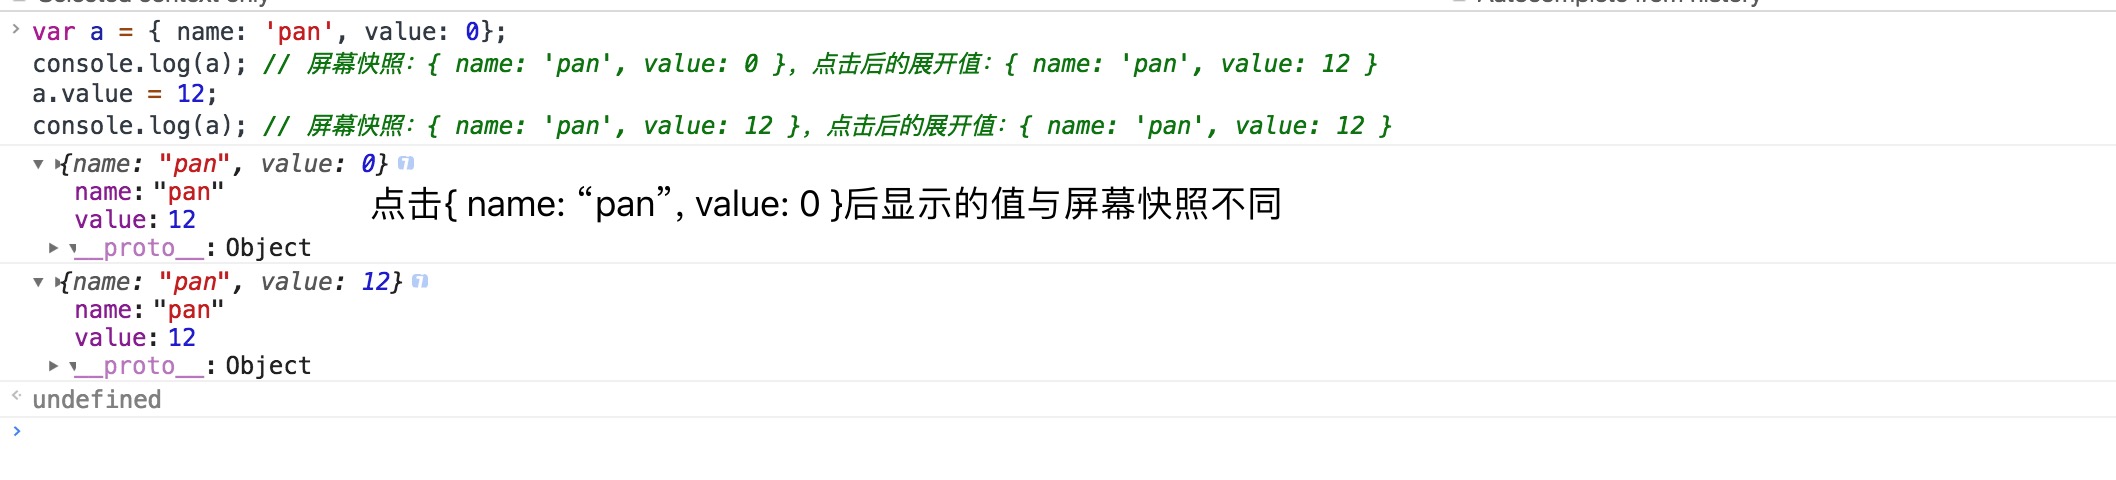 Selected context only
Autocomplete from history
var a = { name: 'pan', value: 0};
console.log(a); // 屏幕快照：{ name: 'pan', value: 0 }，点击后的展开值：{ name: 'pan', value: 12 }
a.value = 12;
console.log(a); // 屏幕快照：{ name: 'pan', value: 12 }，点击后的展开值：{ name: 'pan', value: 12 }
{name: "pan", value: 0}
name: "pan"
点击{ name: “pan”, value: 0 }后显示的值与屏幕快照不同
value: 12
__proto__: Object
{name: "pan", value: 12}
name: "pan"
value: 12
__proto__: Object
undefined